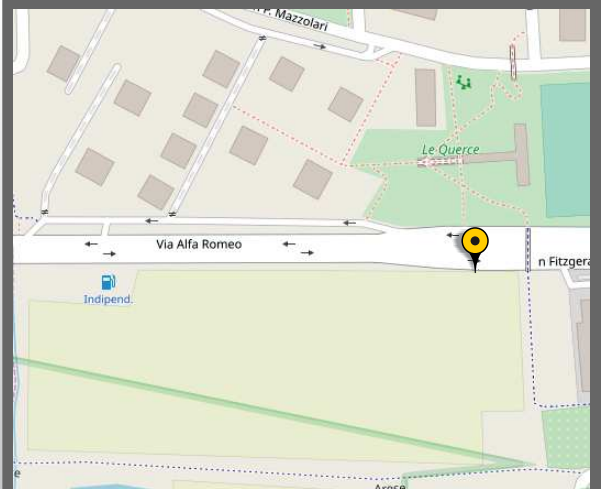 n P. Mazzolari
Le Querce
Via Alfa Romeo
n Fitzgera
Indipend.
e
Arese